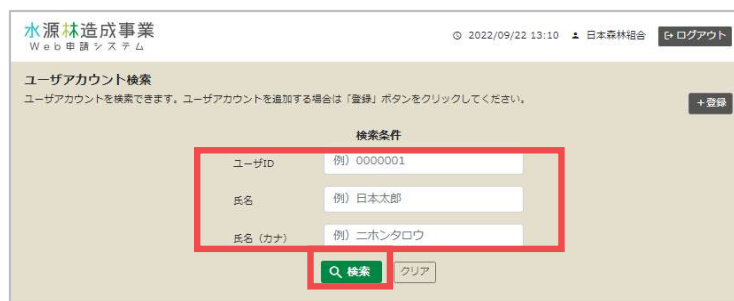 水源林造成事業
Web申請システム
2022/09/22 13:10 日本森林組合 ログアウト
ユーザアカウント検索
ユーザアカウントを検索できます。ユーザアカウントを追加する場合は「登録」ボタンをクリックしてください。
+登録
検索条件
ユーザID 例）0000001
氏名 例）日本太郎
氏名（カナ） 例）ニホンタロウ
検索 クリア